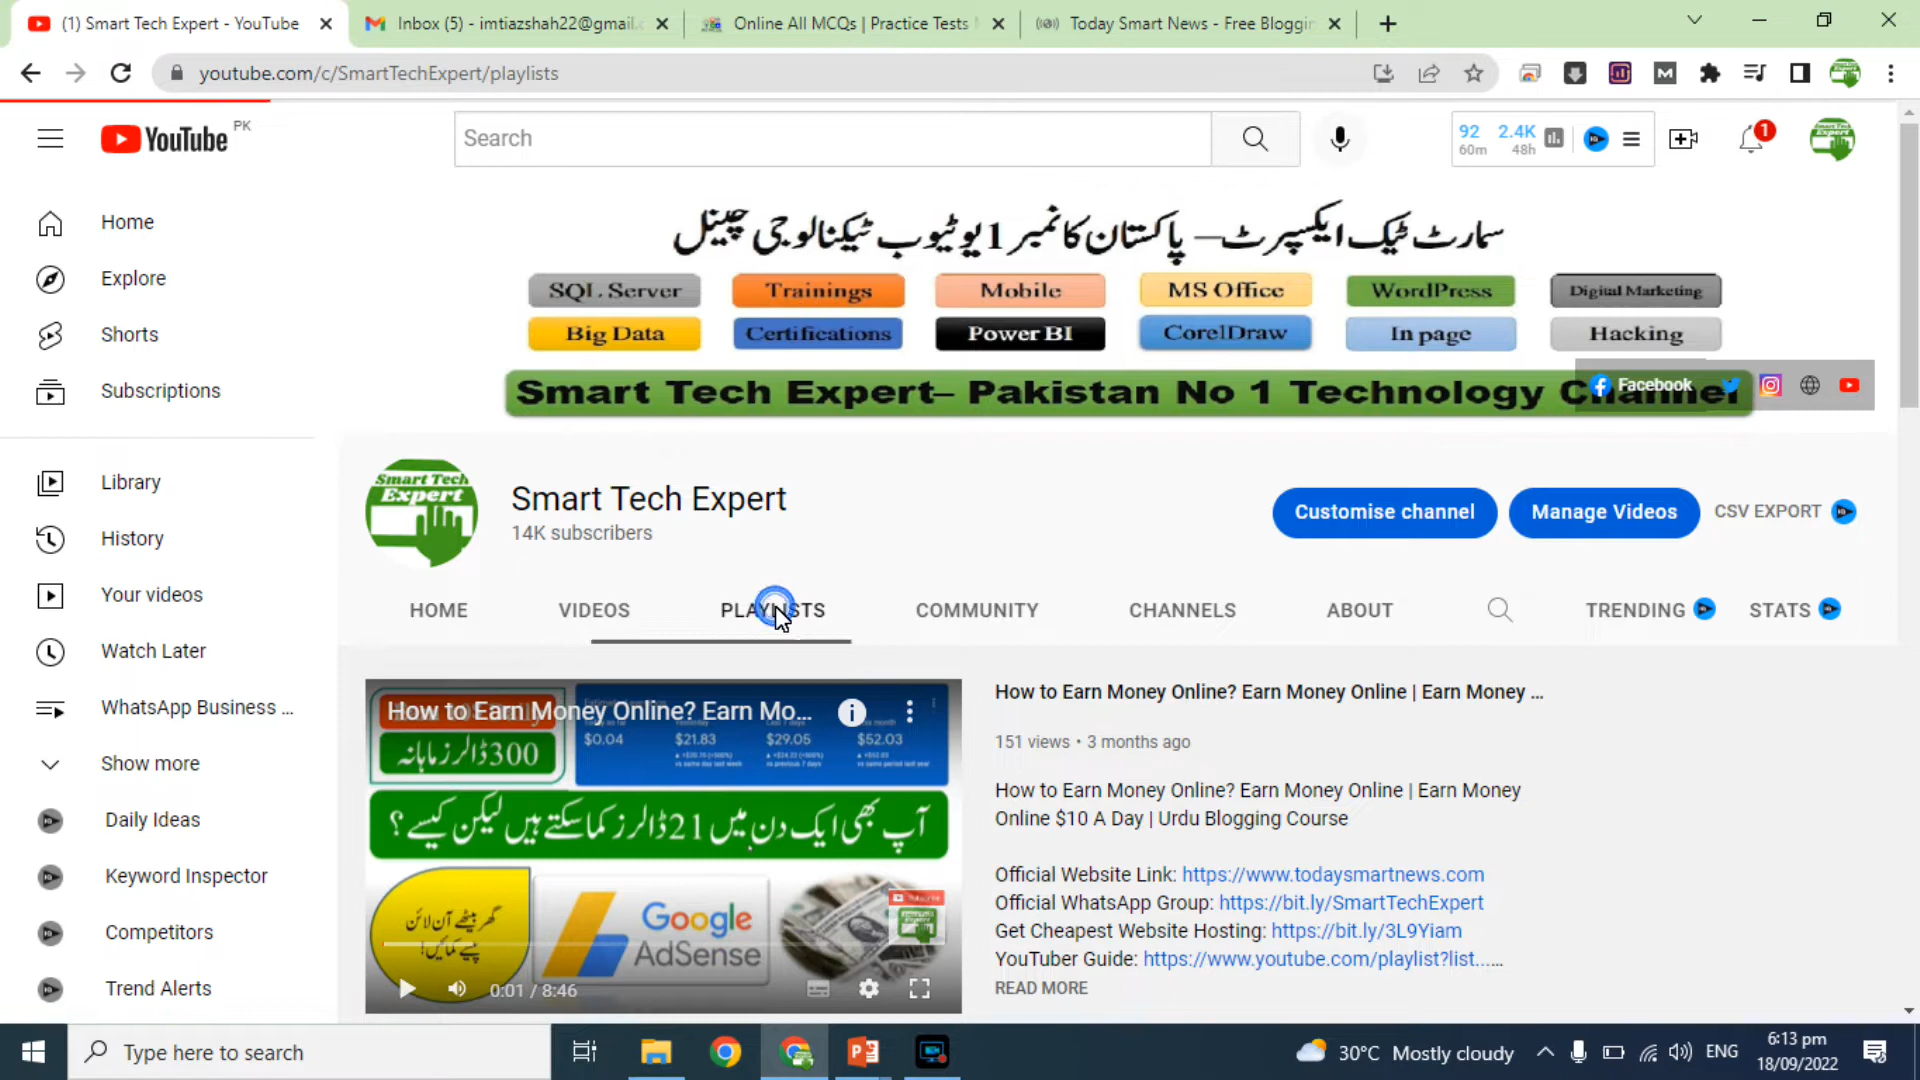 (1) Smart Tech Expert - YouTube
Inbox (5) - imtiazshah22@gmail.
Online All MCQs | Practice Tests
Today Smart News - Free Bloggin
youtube.com/c/SmartTechExpert/playlists
YouTube PK
Search
92 2.4K
60m 48h
1
Home
Explore
Shorts
Subscriptions
Library
History
Your videos
Watch Later
WhatsApp Business ...
Show more
Daily Ideas
Keyword Inspector
Competitors
Trend Alerts
سمارٹ ٹیک ایکسپرٹ – پاکستان کا نمبر 1 یوٹیوب ٹیکنالوجی چینل
SQL Server Trainings Mobile MS Office WordPress Digital Marketing
Big Data Certifications Power BI CorelDraw In page Hacking
Smart Tech Expert– Pakistan No 1 Technology Channel
Facebook
Smart Tech
Expert
Smart Tech Expert
14K subscribers
Customise channel
Manage Videos
CSV EXPORT
HOME VIDEOS PLAYLISTS COMMUNITY CHANNELS ABOUT TRENDING STATS
How to Earn Money Online? Earn Mo...
300 ڈالرز ماہانہ
$0.04 $21.83 $29.05 $52.03
آپ بھی ایک دن میں 21 ڈالرز کما سکتے ہیں لیکن کیسے؟
گھر بیٹھے آن لائن
پیسے کمائیں!
Google
AdSense
0:01 / 8:46
How to Earn Money Online? Earn Money Online | Earn Money ...
151 views • 3 months ago
How to Earn Money Online? Earn Money Online | Earn Money
Online $10 A Day | Urdu Blogging Course
Official Website Link: https://www.todaysmartnews.com
Official WhatsApp Group: https://bit.ly/SmartTechExpert
Get Cheapest Website Hosting: https://bit.ly/3L9Yiam
YouTuber Guide: https://www.youtube.com/playlist?list......
READ MORE
Type here to search
30°C Mostly cloudy
ENG
6:13 pm
18/09/2022